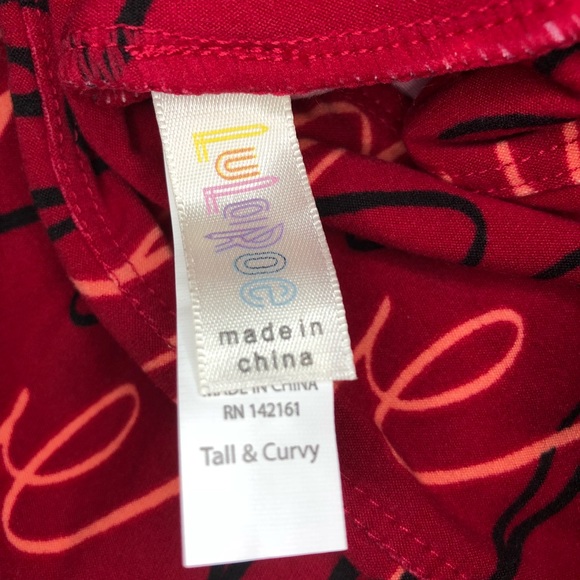 LuLaRoe
made in
china
MADE IN CHINA
RN 142161
Tall & Curvy